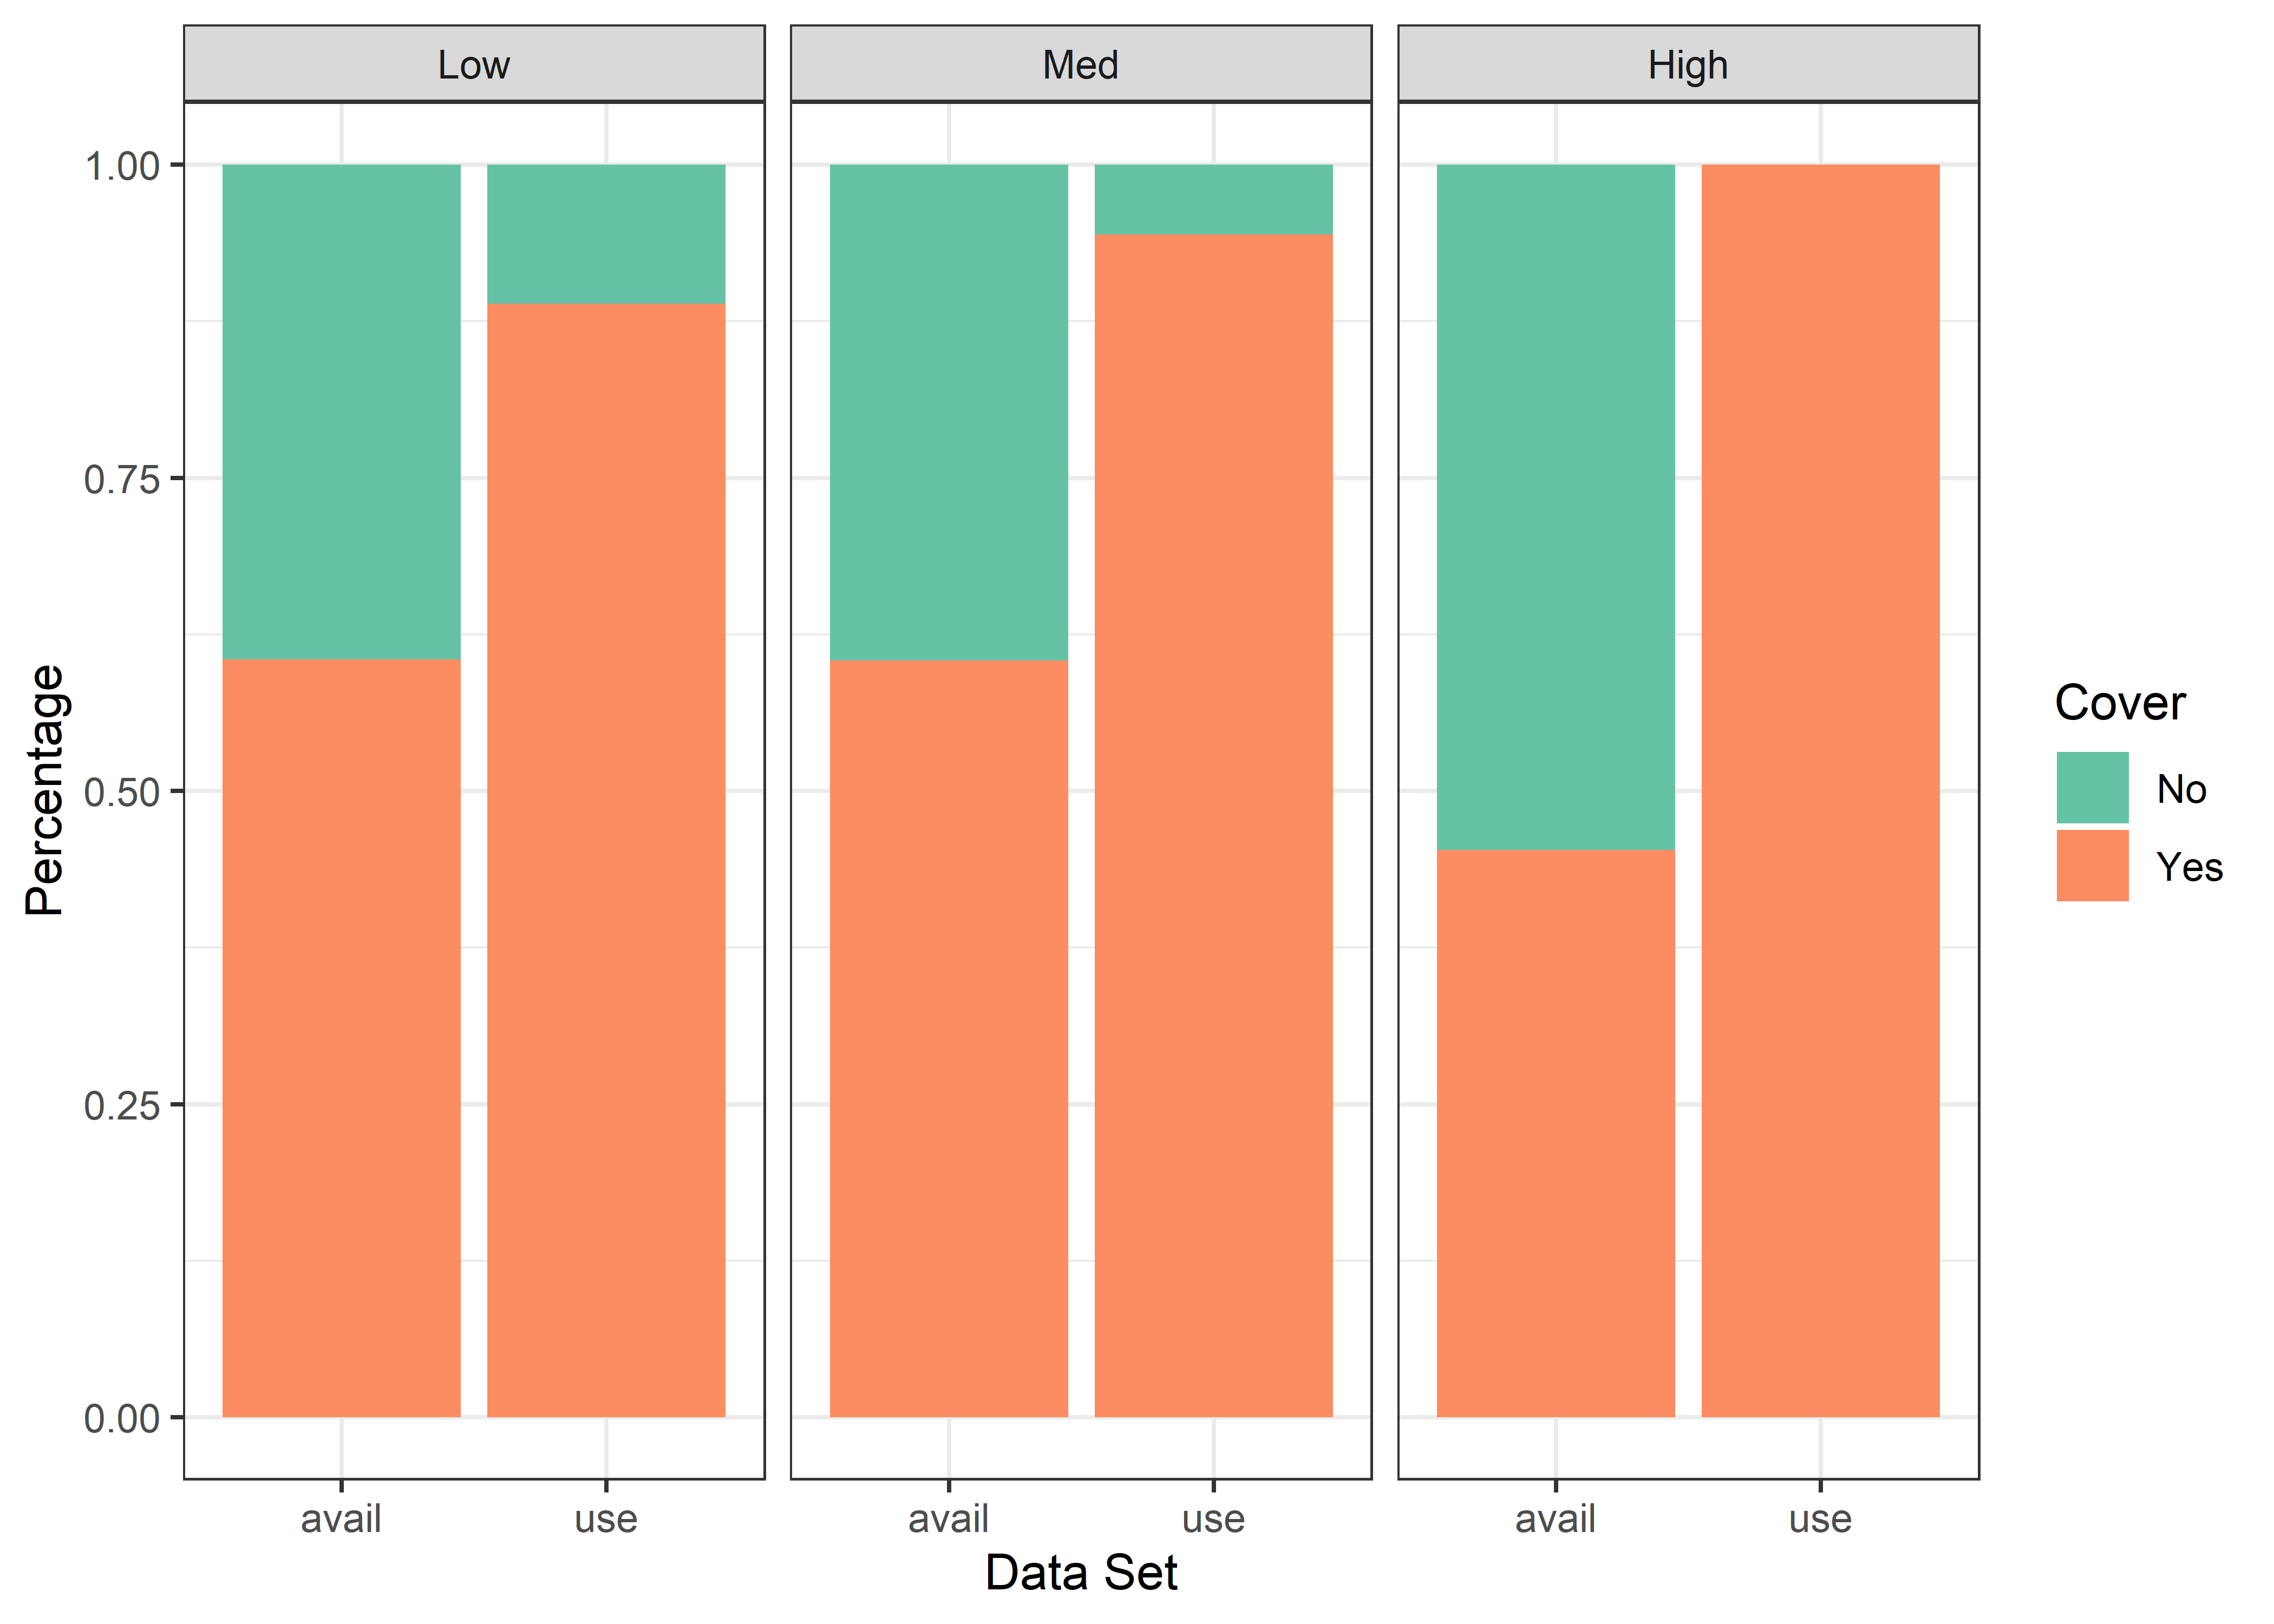 Low
Med
High
Percentage
1.00
0.75
0.50
0.25
0.00
avail
use
avail
use
avail
use
Data Set
Cover
No
Yes